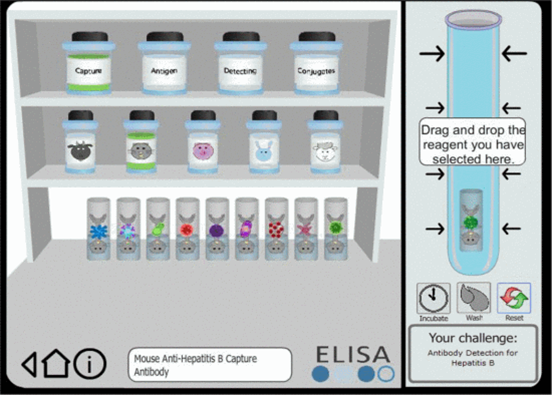 Capture
Antigen
Detecting
Conjugates
Drag and drop the
reagent you have
selected here.
Incubate
Wash
Reset
Your challenge:
Antibody Detection for
Hepatitis B
Mouse Anti-Hepatitis B Capture
Antibody
i
ELISA